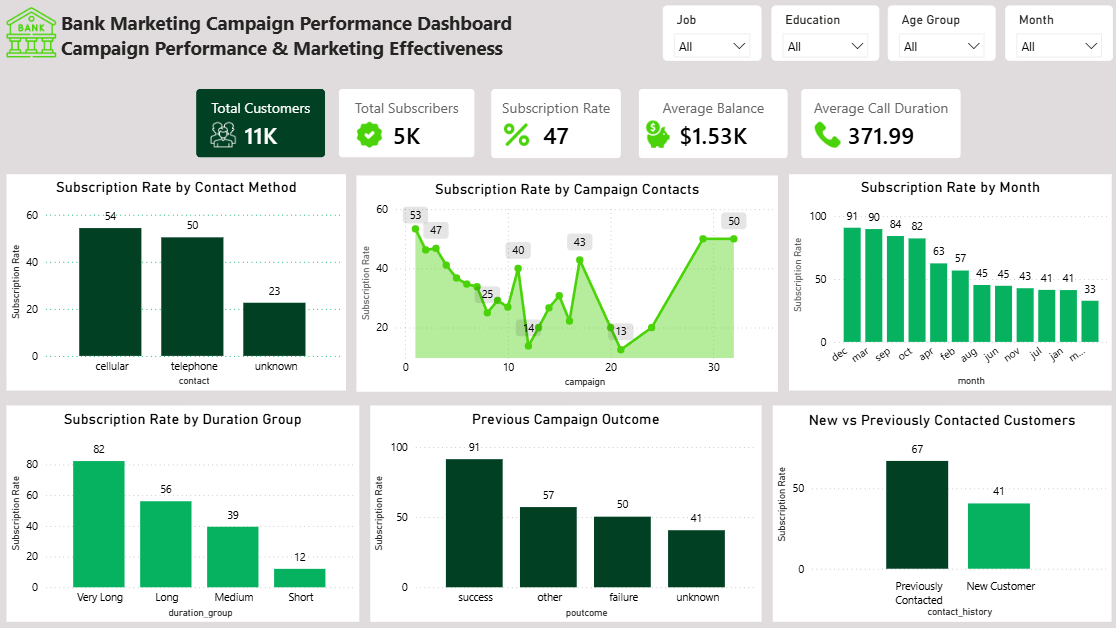 BANK
Bank Marketing Campaign Performance Dashboard
Campaign Performance & Marketing Effectiveness
Job
All
Education
All
Age Group
All
Month
All
Total Customers
11K
Total Subscribers
5K
Subscription Rate
47
Average Balance
$
$1.53K
Average Call Duration
371.99
Subscription Rate by Contact Method
Subscription Rate
60
40
20
0
54
50
23
cellular
telephone
unknown
contact
Subscription Rate by Campaign Contacts
Subscription Rate
60
40
20
53
47
25
40
14
43
13
50
0
10
20
30
campaign
Subscription Rate by Month
Subscription Rate
100
50
0
91
90
84
82
63
57
45
45
43
41
41
33
dec
mar
sep
oct
apr
feb
aug
jun
nov
jul
jan
m...
month
Subscription Rate by Duration Group
Subscription Rate
80
60
40
20
0
82
56
39
12
Very Long
Long
Medium
Short
duration_group
Previous Campaign Outcome
Subscription Rate
100
50
0
91
57
50
41
success
other
failure
unknown
poutcome
New vs Previously Contacted Customers
Subscription Rate
50
0
67
41
Previously
Contacted
New Customer
contact_history